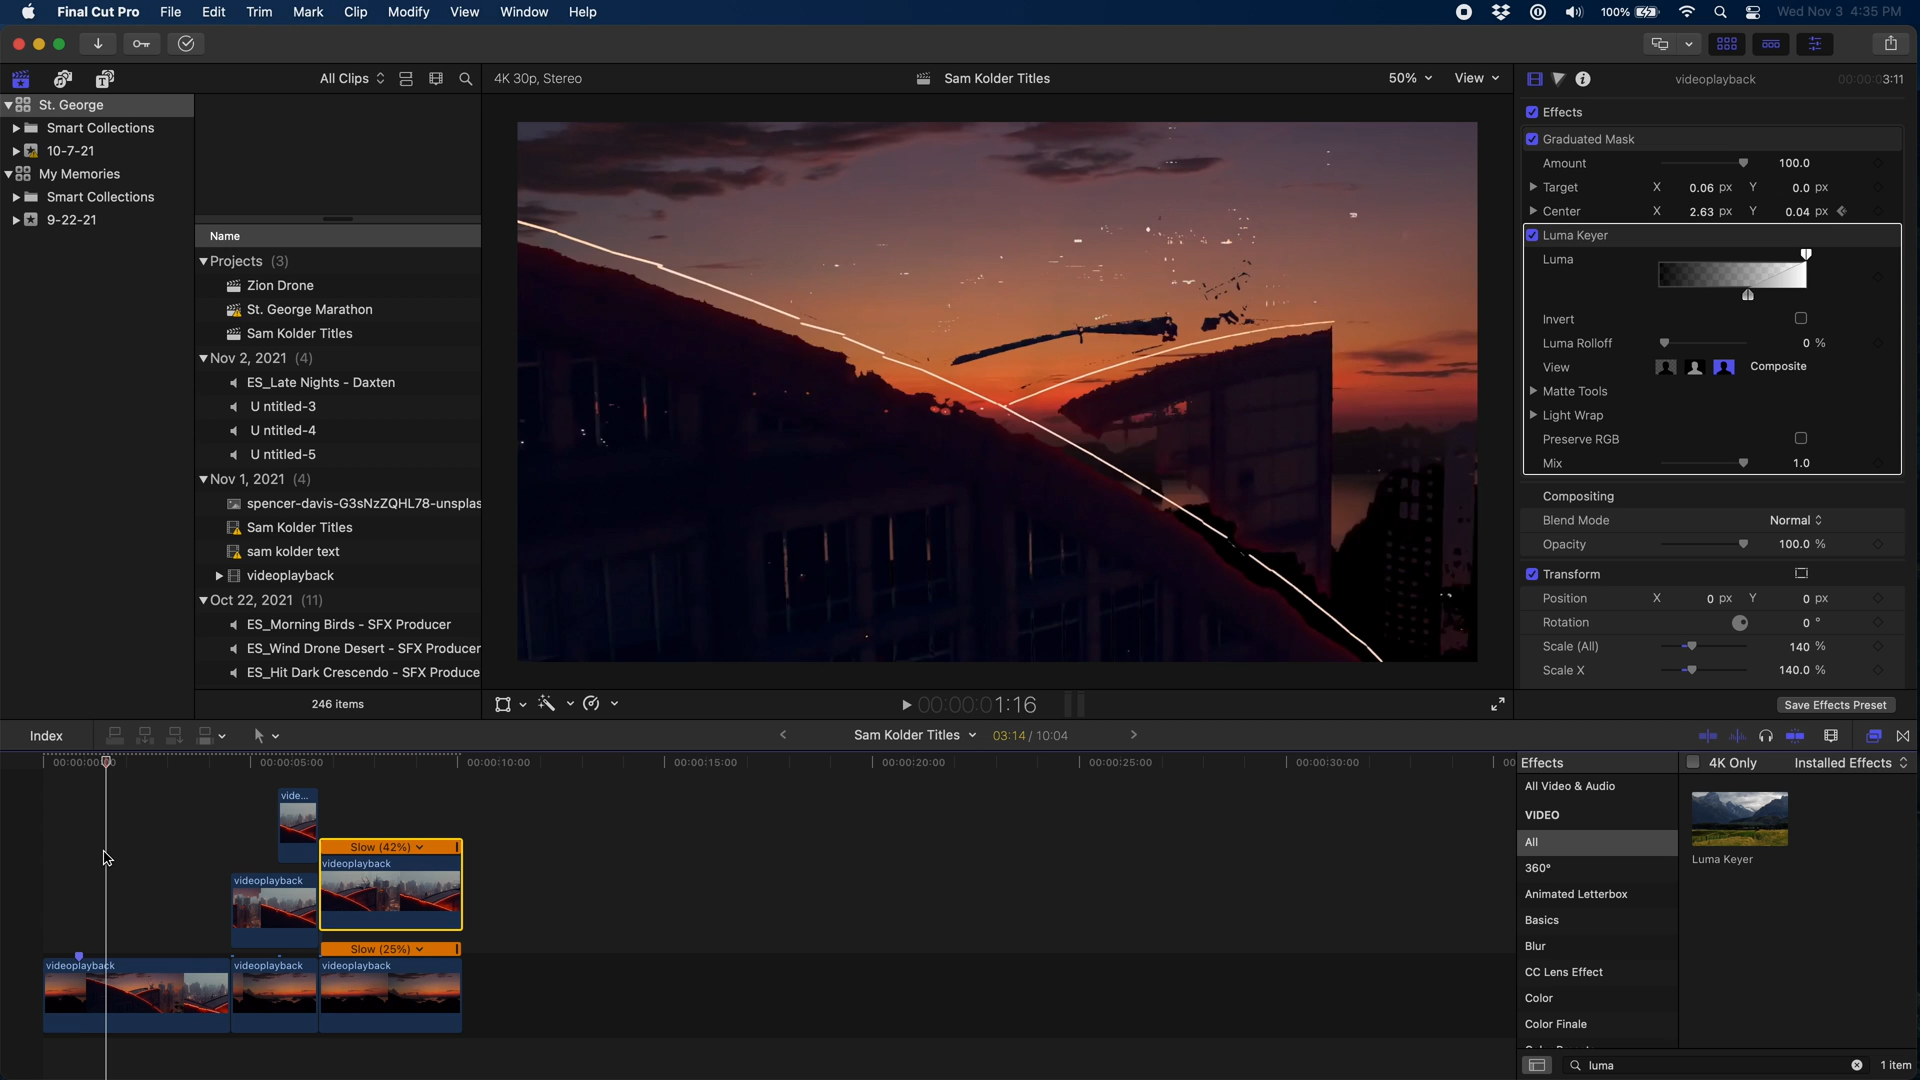 Final Cut Pro File Edit Trim Mark Clip Modify View Window Help 100% Wed Nov 3 4:35 PM
All Clips 4K 30p, Stereo Sam Kolder Titles 50% View videoplayback 00:00:03:11
St. George
Smart Collections
10-7-21
My Memories
Smart Collections
9-22-21
Name
Projects (3)
Zion Drone
St. George Marathon
Sam Kolder Titles
Nov 2, 2021 (4)
ES_Late Nights - Daxten
U ntitled-3
U ntitled-4
U ntitled-5
Nov 1, 2021 (4)
spencer-davis-G3sNzZQHL78-unsplas
Sam Kolder Titles
sam kolder text
videoplayback
Oct 22, 2021 (11)
ES_Morning Birds - SFX Producer
ES_Wind Drone Desert - SFX Producer
ES_Hit Dark Crescendo - SFX Produce
246 items
00:00:01:16
Effects
Graduated Mask
Amount 100.0
Target X 0.06 px Y 0.0 px
Center X 2.63 px Y 0.04 px
Luma Keyer
Luma
Invert
Luma Rolloff 0 %
View Composite
Matte Tools
Light Wrap
Preserve RGB
Mix 1.0
Compositing
Blend Mode Normal
Opacity 100.0 %
Transform
Position X 0 px Y 0 px
Rotation 0 °
Scale (All) 140 %
Scale X 140.0 %
Save Effects Preset
Index Sam Kolder Titles 03:14 / 10:04
00:00:05:00 00:00:10:00 00:00:15:00 00:00:20:00 00:00:25:00 00:00:30:00
vide...
Slow (42%)
videoplayback
videoplayback
Slow (25%)
videoplayback videoplayback videoplayback
Effects 4K Only Installed Effects
All Video & Audio
VIDEO
All
360°
Animated Letterbox
Basics
Blur
CC Lens Effect
Color
Color Finale
Luma Keyer
luma 1 item